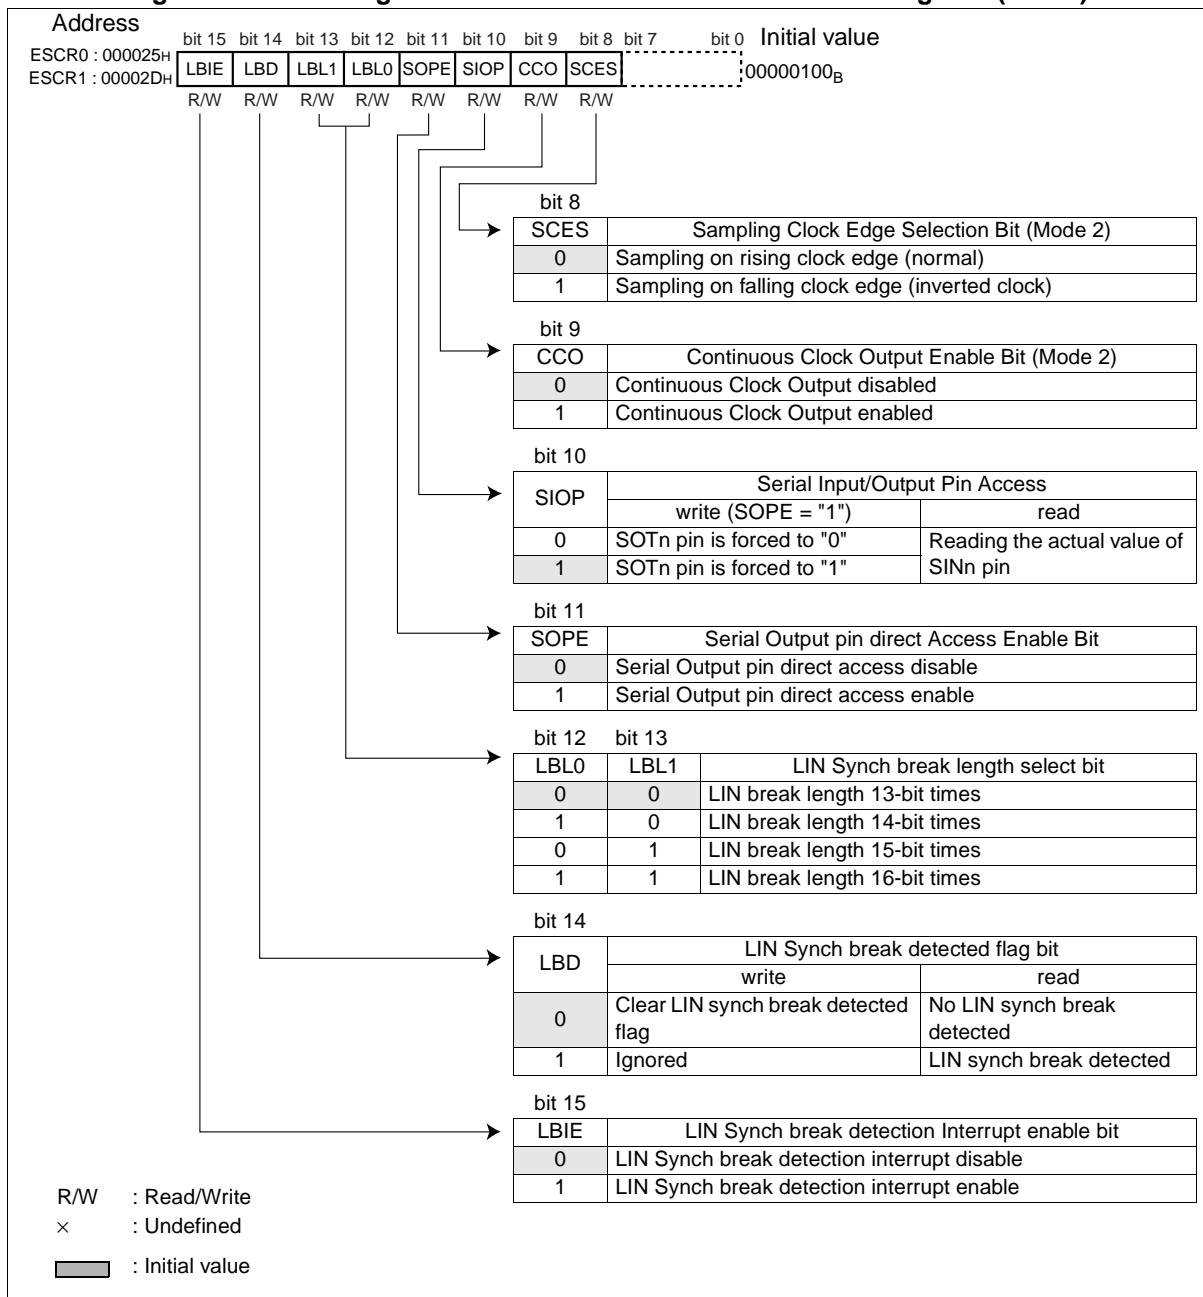 Address
bit 15 bit 14 bit 13 bit 12 bit 11 bit 10 bit 9 bit 8 bit 7 bit 0 Initial value
ESCR0 : 000025H
ESCR1 : 00002DH
LBIE LBD LBL1 LBL0 SOPE SIOP CCO SCES 00000100B
R/W R/W R/W R/W R/W R/W R/W R/W
bit 8
SCES Sampling Clock Edge Selection Bit (Mode 2)
0 Sampling on rising clock edge (normal)
1 Sampling on falling clock edge (inverted clock)
bit 9
CCO Continuous Clock Output Enable Bit (Mode 2)
0 Continuous Clock Output disabled
1 Continuous Clock Output enabled
bit 10
SIOP Serial Input/Output Pin Access
write (SOPE = "1") read
0 SOTn pin is forced to "0" Reading the actual value of
1 SOTn pin is forced to "1" SINn pin
bit 11
SOPE Serial Output pin direct Access Enable Bit
0 Serial Output pin direct access disable
1 Serial Output pin direct access enable
bit 12 bit 13
LBL0 LBL1 LIN Synch break length select bit
0 0 LIN break length 13-bit times
1 0 LIN break length 14-bit times
0 1 LIN break length 15-bit times
1 1 LIN break length 16-bit times
bit 14
LBD LIN Synch break detected flag bit
write read
0 Clear LIN synch break detected No LIN synch break
flag detected
1 Ignored LIN synch break detected
bit 15
LBIE LIN Synch break detection Interrupt enable bit
0 LIN Synch break detection interrupt disable
1 LIN Synch break detection interrupt enable
R/W : Read/Write
× : Undefined
: Initial value